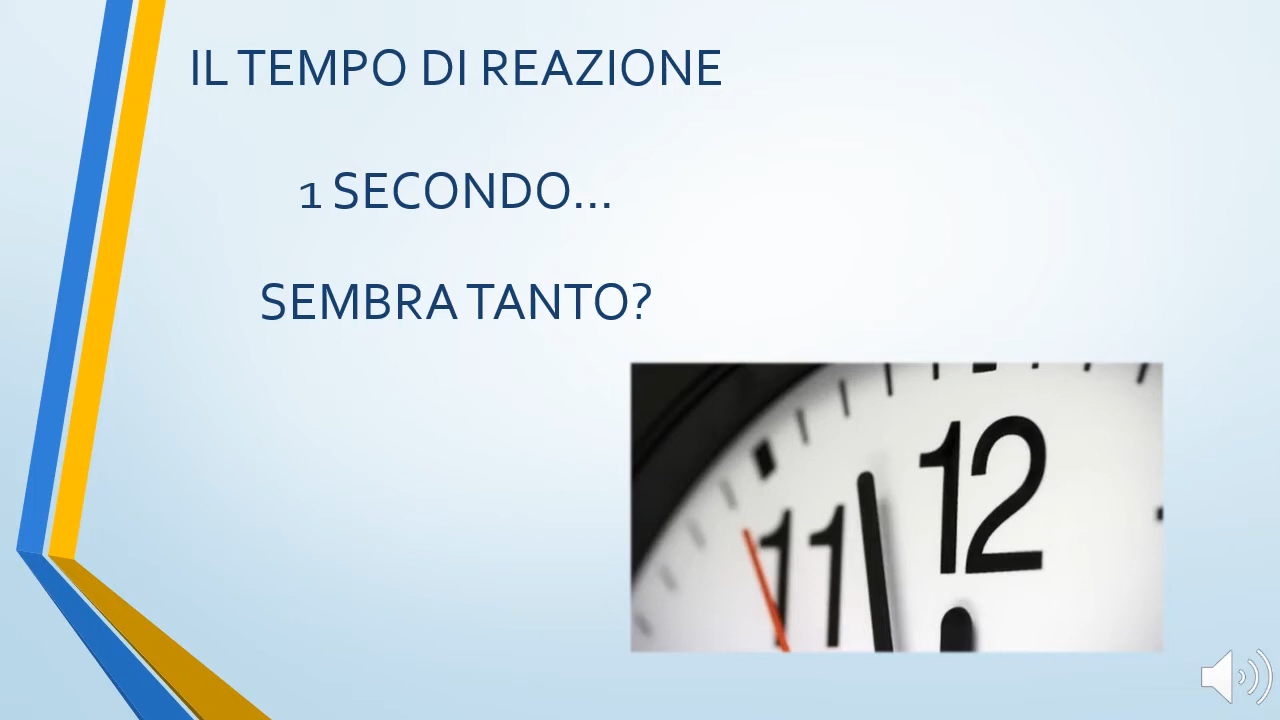 IL TEMPO DI REAZIONE
1 SECONDO...
SEMBRA TANTO?
12
11